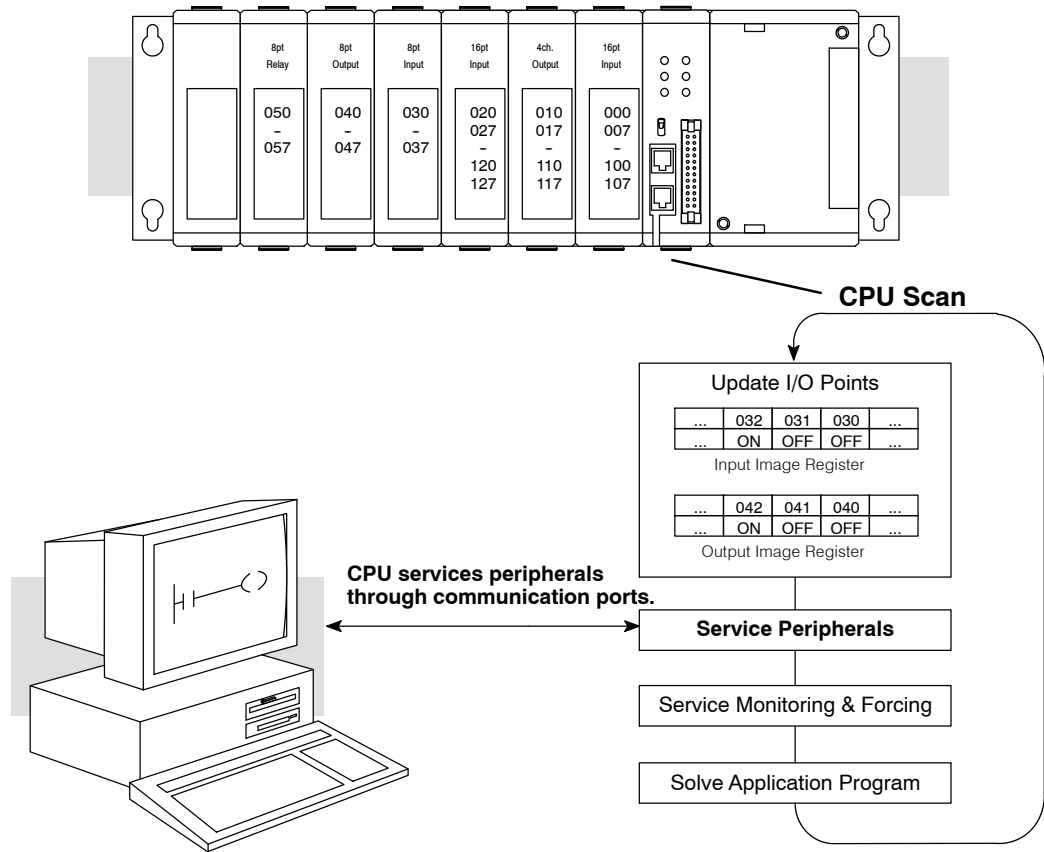 8pt
Relay
8pt
Output
8pt
Input
16pt
Input
4ch.
Output
16pt
Input
050
-
057
040
-
047
030
-
037
020
027
-
120
127
010
017
-
110
117
000
007
-
100
107
CPU Scan
Update I/O Points
... 032 031 030 ...
... ON OFF OFF ...
Input Image Register
... 042 041 040 ...
... ON OFF OFF ...
Output Image Register
CPU services peripherals
through communication ports.
Service Peripherals
Service Monitoring & Forcing
Solve Application Program